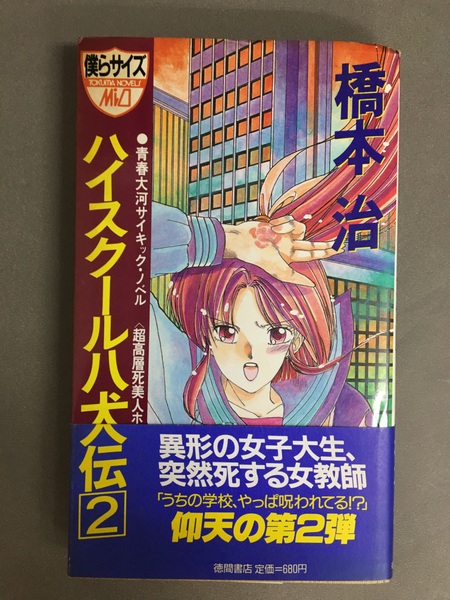 僕らサイズ
TOKUMA NOVELS
Mio
橋本 治
ハイスクール八犬伝
2
●青春大河サイキック・ノベル
〈超高層死美人ホ
異形の女子大生、
突然死する女教師
「うちの学校、やっぱ呪われてる!?」
仰天の第2弾
徳間書店 定価=680円